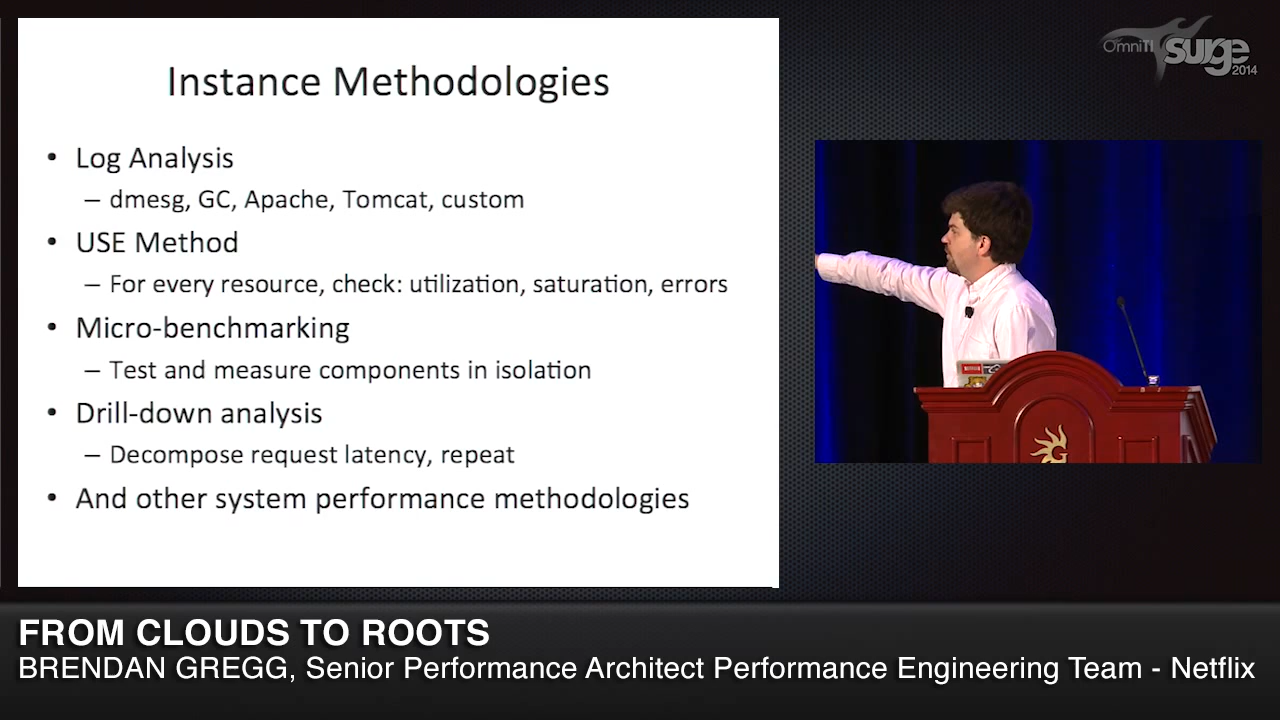 Instance Methodologies
• Log Analysis
– dmesg, GC, Apache, Tomcat, custom
• USE Method
– For every resource, check: utilization, saturation, errors
• Micro-benchmarking
– Test and measure components in isolation
• Drill-down analysis
– Decompose request latency, repeat
• And other system performance methodologies
OmniTI surge 2014
FROM CLOUDS TO ROOTS
BRENDAN GREGG, Senior Performance Architect Performance Engineering Team - Netflix